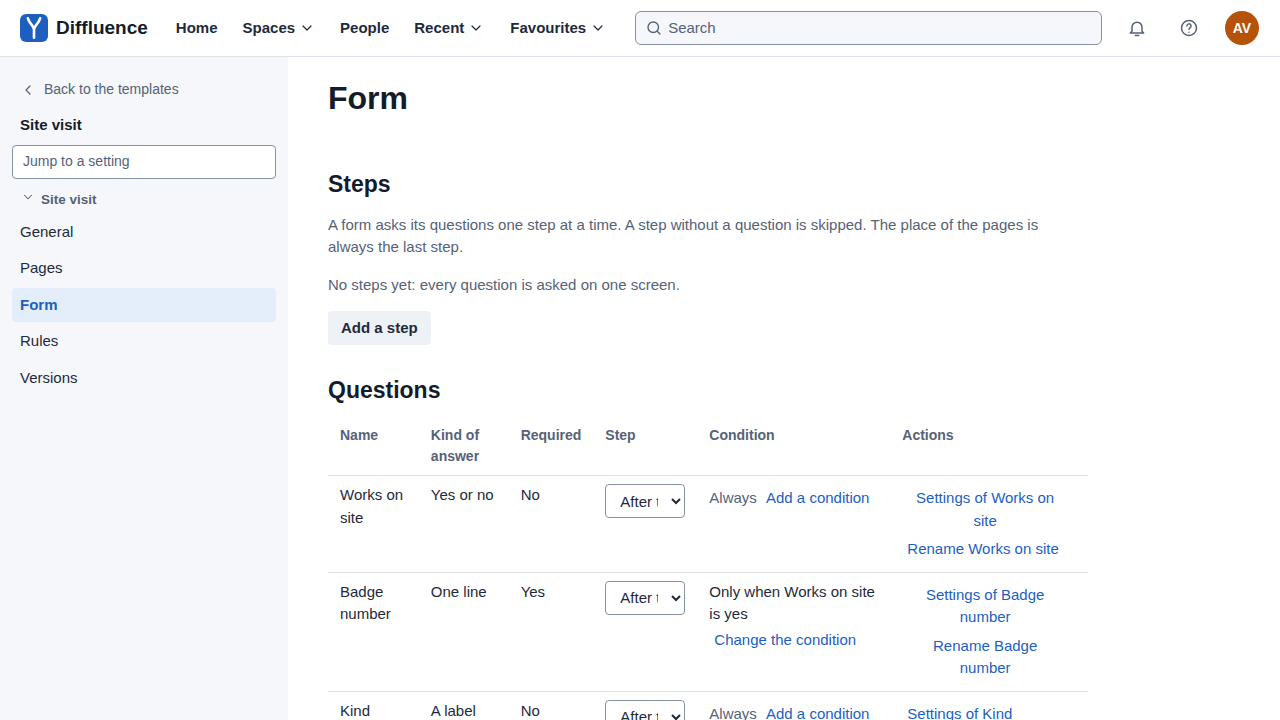 Diffluence
Home
Spaces
People
Recent
Favourites
Search
AV
Back to the templates
Site visit
Jump to a setting
Site visit
General
Pages
Form
Rules
Versions
Form
Steps
A form asks its questions one step at a time. A step without a question is skipped. The place of the pages is
always the last step.
No steps yet: every question is asked on one screen.
Add a step
Questions
Name
Kind of
answer
Required
Step
Condition
Actions
Works on
site
Yes or no
No
After
Always Add a condition
Settings of Works on
site
Rename Works on site
Badge
number
One line
Yes
After
Only when Works on site
is yes
Change the condition
Settings of Badge
number
Rename Badge
number
Kind
A label
No
After
Always Add a condition
Settings of Kind